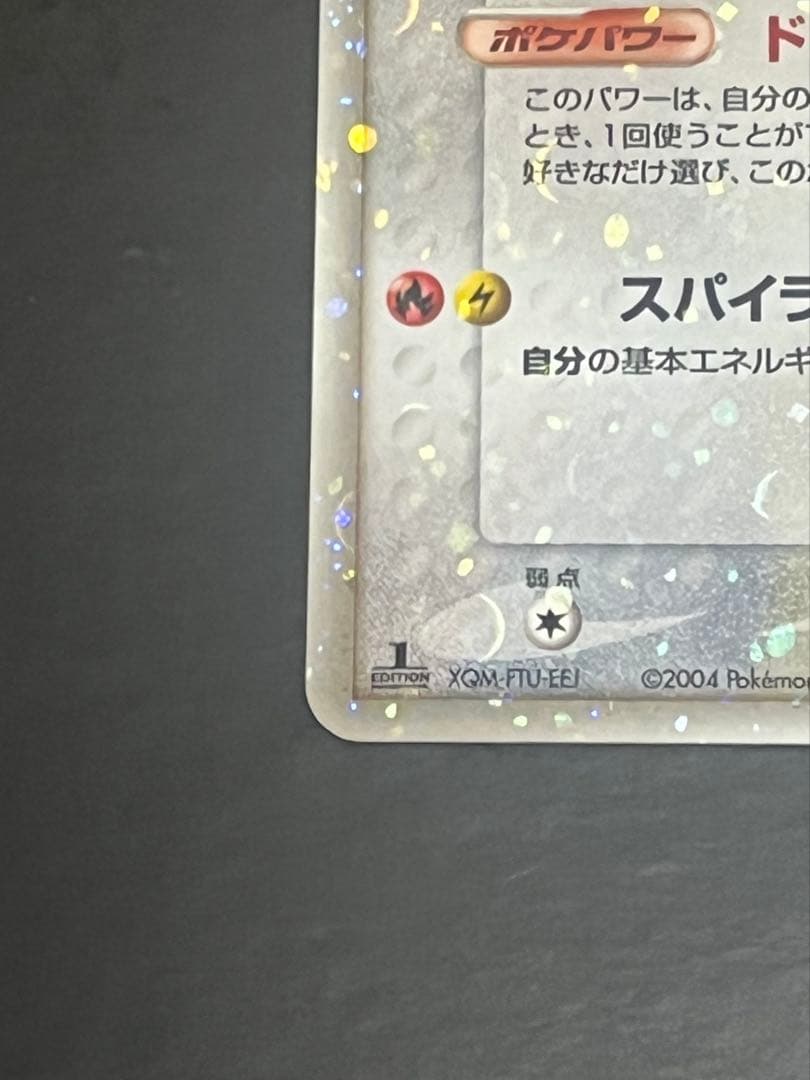 ポケパワー ド
このパワーは、自分の
とき、1回使うことが
好きなだけ選び、この
スパイラ
自分の基本エネルギ
弱点
1
EDITION XQM-FTU-EEJ ©2004 Pokémon